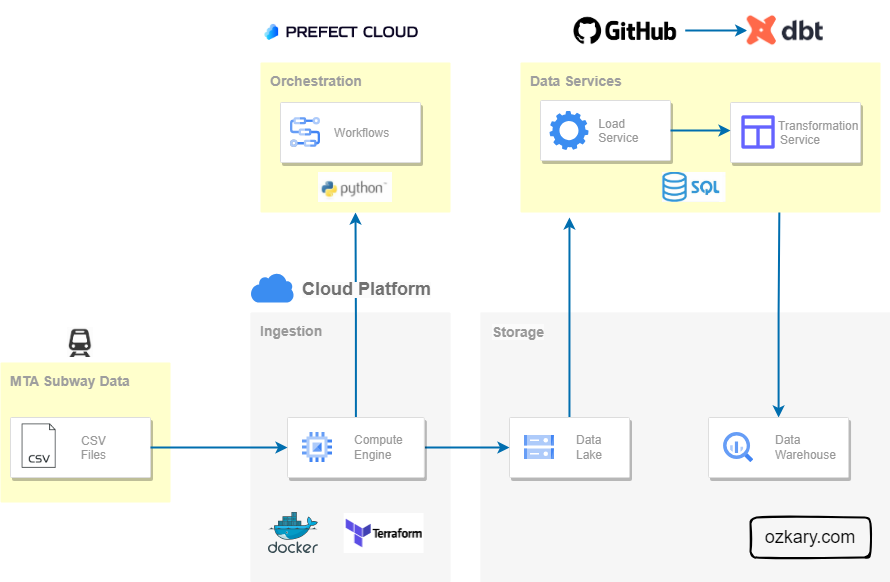 PREFECT CLOUD
GitHub
dbt
Orchestration
Workflows
python™
Data Services
Load
Service
Transformation
Service
SQL
Cloud Platform
MTA Subway Data
CSV
CSV
Files
Ingestion
Compute
Engine
docker
Terraform
Storage
Data
Lake
Data
Warehouse
ozkary.com